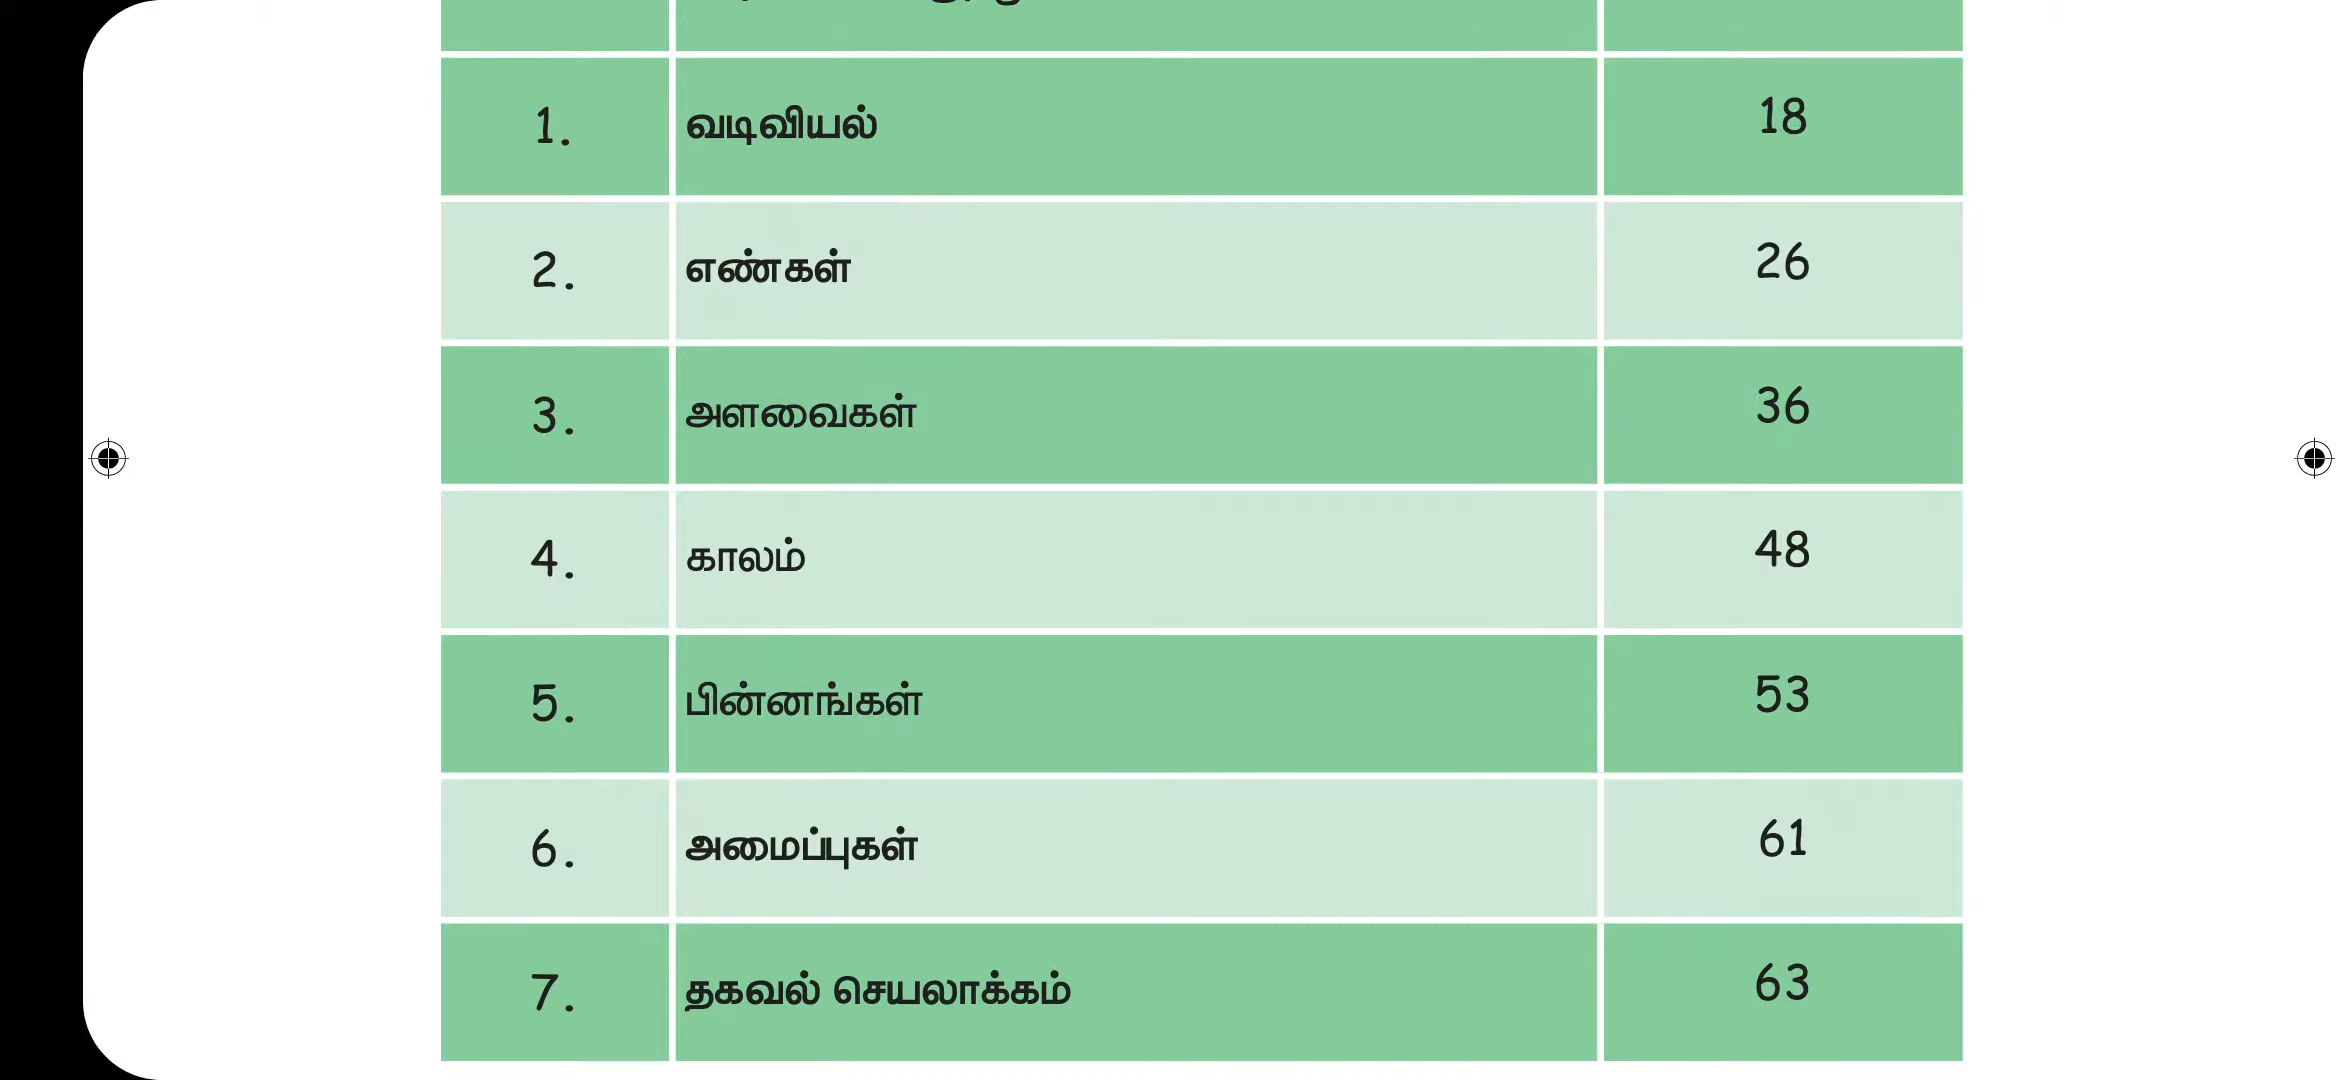 1. வடிவியல் 18
2. எண்கள் 26
3. அளவைகள் 36
4. காலம் 48
5. பின்னங்கள் 53
6. அமைப்புகள் 61
7. தகவல் செயலாக்கம் 63